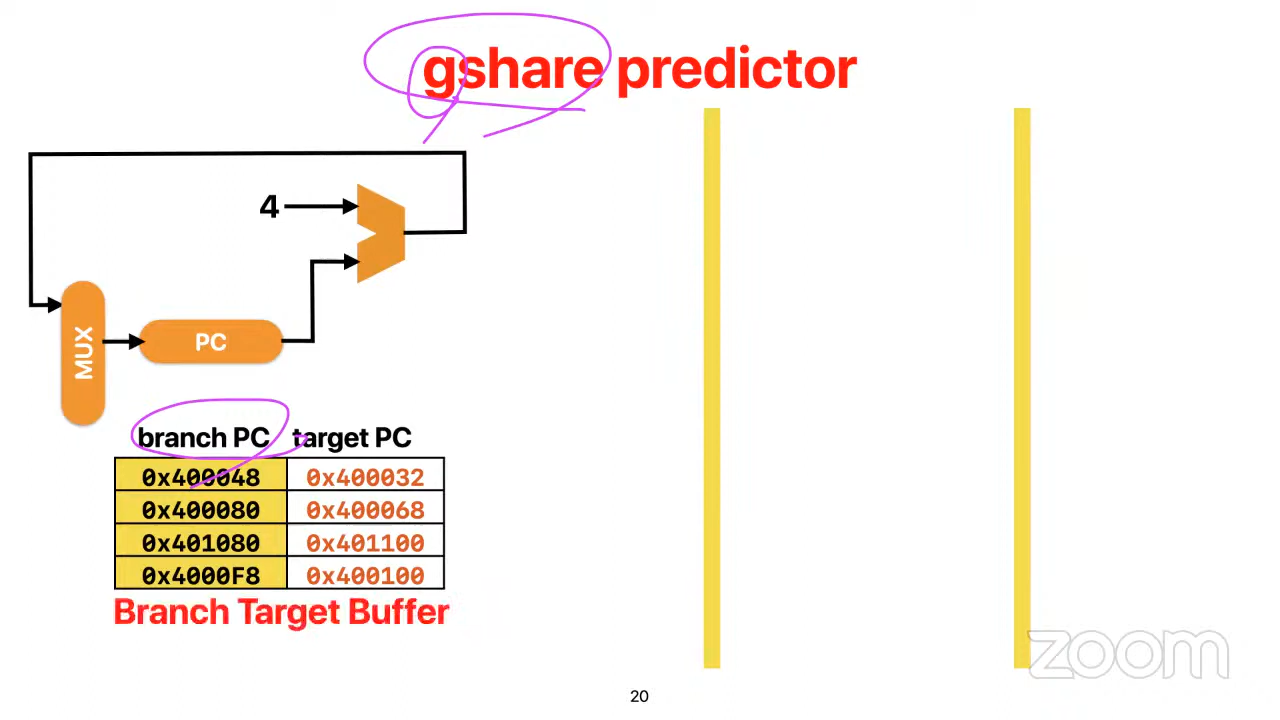 gshare predictor
4
MUX
PC
branch PC target PC
0x400048 0x400032
0x400080 0x400068
0x401080 0x401100
0x4000F8 0x400100
Branch Target Buffer
zoom
20